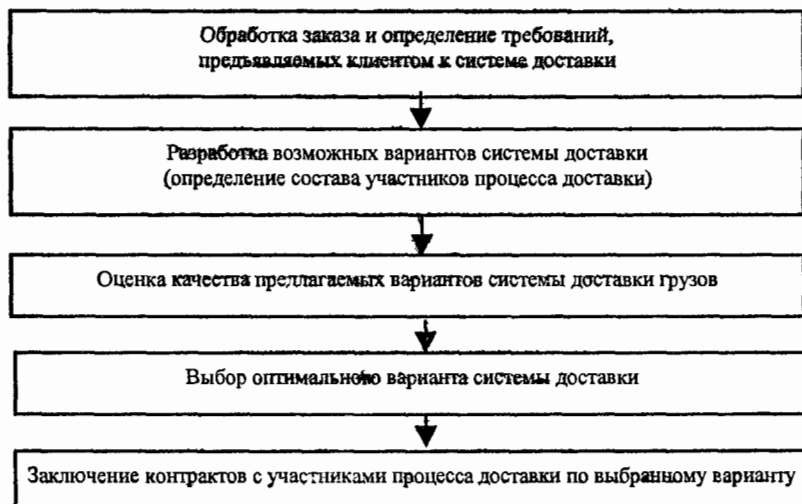 Обработка заказа и определение требований,
предъявляемых клиентом к системе доставки
Разработка возможных вариантов системы доставки
(определение состава участников процесса доставки)
Оценка качества предлагаемых вариантов системы доставки грузов
Выбор оптимального варианта системы доставки
Заключение контрактов с участниками процесса доставки по выбранному варианту